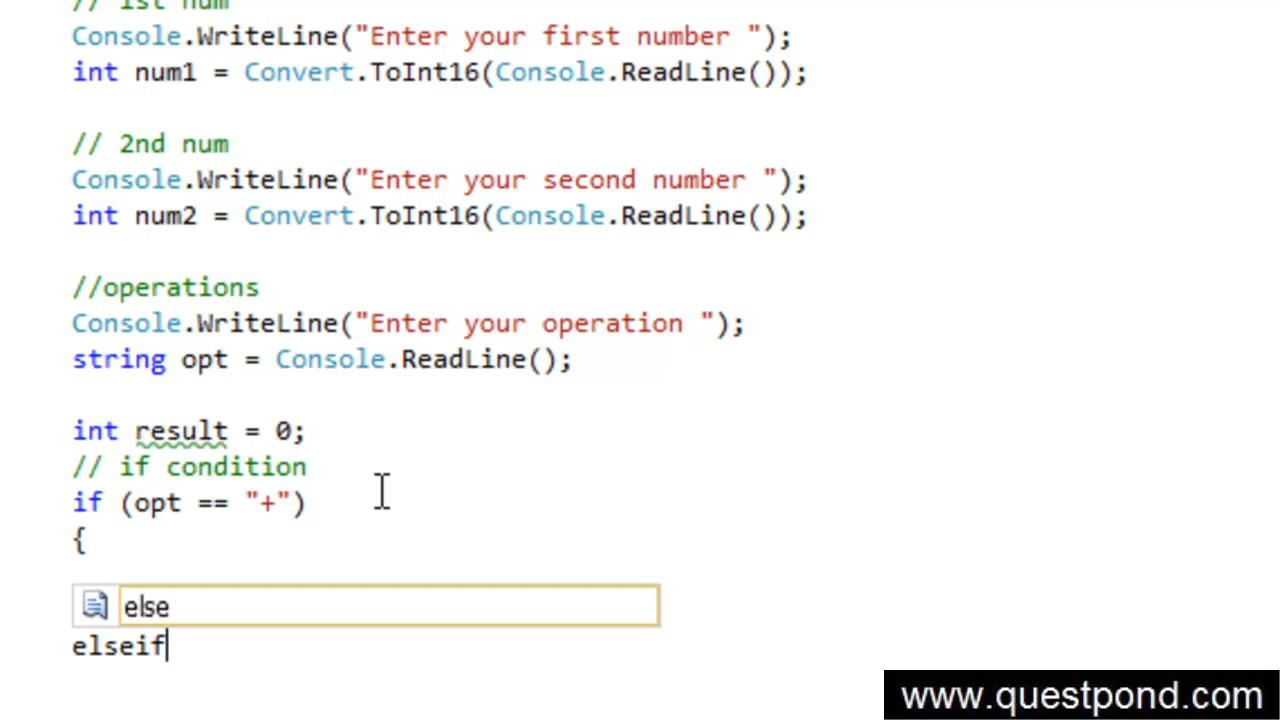 // 1st num
Console.WriteLine("Enter your first number ");
int num1 = Convert.ToInt16(Console.ReadLine());
// 2nd num
Console.WriteLine("Enter your second number ");
int num2 = Convert.ToInt16(Console.ReadLine());
//operations
Console.WriteLine("Enter your operation ");
string opt = Console.ReadLine();
int result = 0;
// if condition
if (opt == "+")
{
else
elseif
www.questpond.com